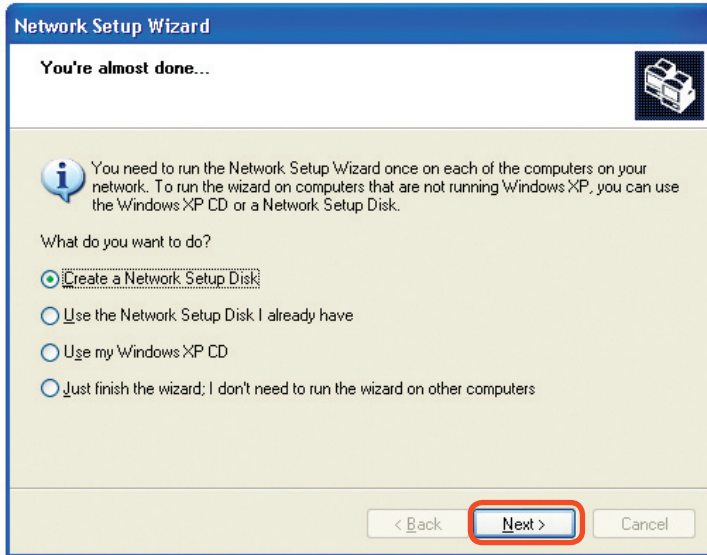 Network Setup Wizard
You're almost done...
You need to run the Network Setup Wizard once on each of the computers on your
network. To run the wizard on computers that are not running Windows XP, you can use
the Windows XP CD or a Network Setup Disk.
What do you want to do?
Create a Network Setup Disk
Use the Network Setup Disk I already have
Use my Windows XP CD
Just finish the wizard; I don't need to run the wizard on other computers
< Back
Next >
Cancel